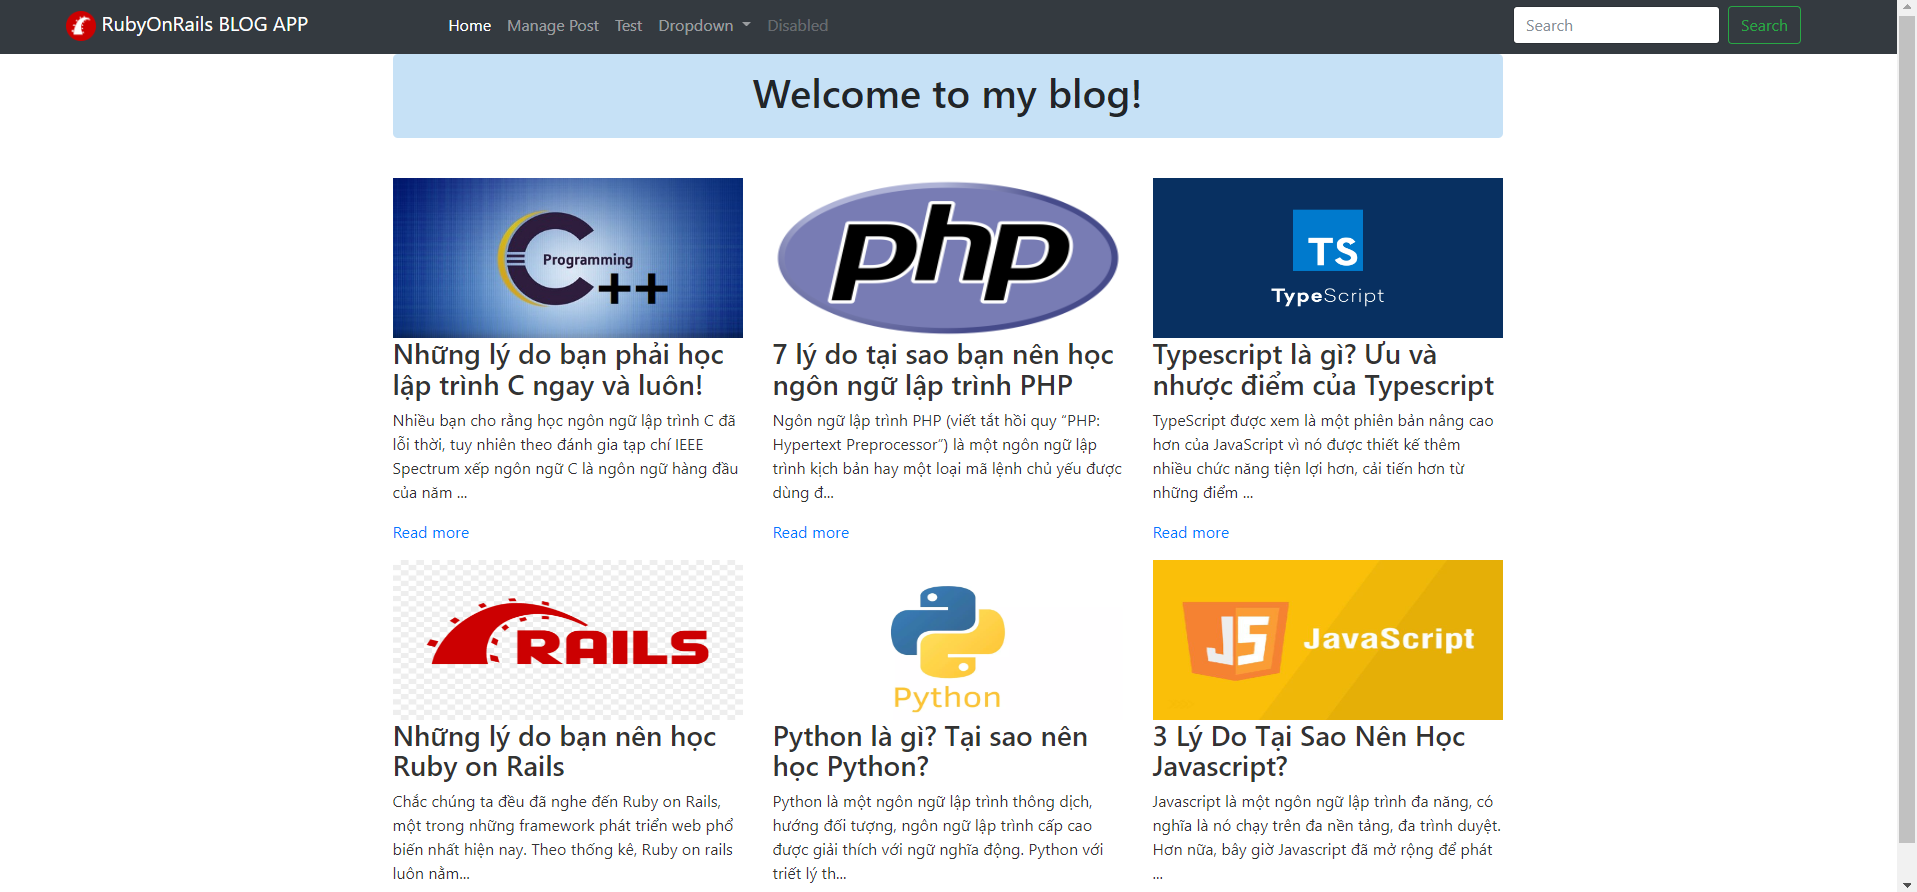 RubyOnRails BLOG APP
Home
Manage Post
Test
Dropdown
Disabled
Search
Search
Welcome to my blog!
Programming
C++
Những lý do bạn phải học
lập trình C ngay và luôn!
Nhiều bạn cho rằng học ngôn ngữ lập trình C đã
lỗi thời, tuy nhiên theo đánh gia tạp chí IEEE
Spectrum xếp ngôn ngữ C là ngôn ngữ hàng đầu
của năm ...
Read more
php
7 lý do tại sao bạn nên học
ngôn ngữ lập trình PHP
Ngôn ngữ lập trình PHP (viết tắt hồi quy “PHP:
Hypertext Preprocessor”) là một ngôn ngữ lập
trình kịch bản hay một loại mã lệnh chủ yếu được
dùng đ...
Read more
TS
TypeScript
Typescript là gì? Ưu và
nhược điểm của Typescript
TypeScript được xem là một phiên bản nâng cao
hơn của JavaScript vì nó được thiết kế thêm
nhiều chức năng tiện lợi hơn, cải tiến hơn từ
những điểm ...
Read more
RAILS
Những lý do bạn nên học
Ruby on Rails
Chắc chúng ta đều đã nghe đến Ruby on Rails,
một trong những framework phát triển web phổ
biến nhất hiện nay. Theo thống kê, Ruby on rails
luôn nằm...
Python
Python là gì? Tại sao nên
học Python?
Python là một ngôn ngữ lập trình thông dịch,
hướng đối tượng, ngôn ngữ lập trình cấp cao
được giải thích với ngữ nghĩa động. Python với
triết lý th...
JS
JavaScript
3 Lý Do Tại Sao Nên Học
Javascript?
Javascript là một ngôn ngữ lập trình đa năng, có
nghĩa là nó chạy trên đa nền tảng, đa trình duyệt.
Hơn nữa, bây giờ Javascript đã mở rộng để phát
...